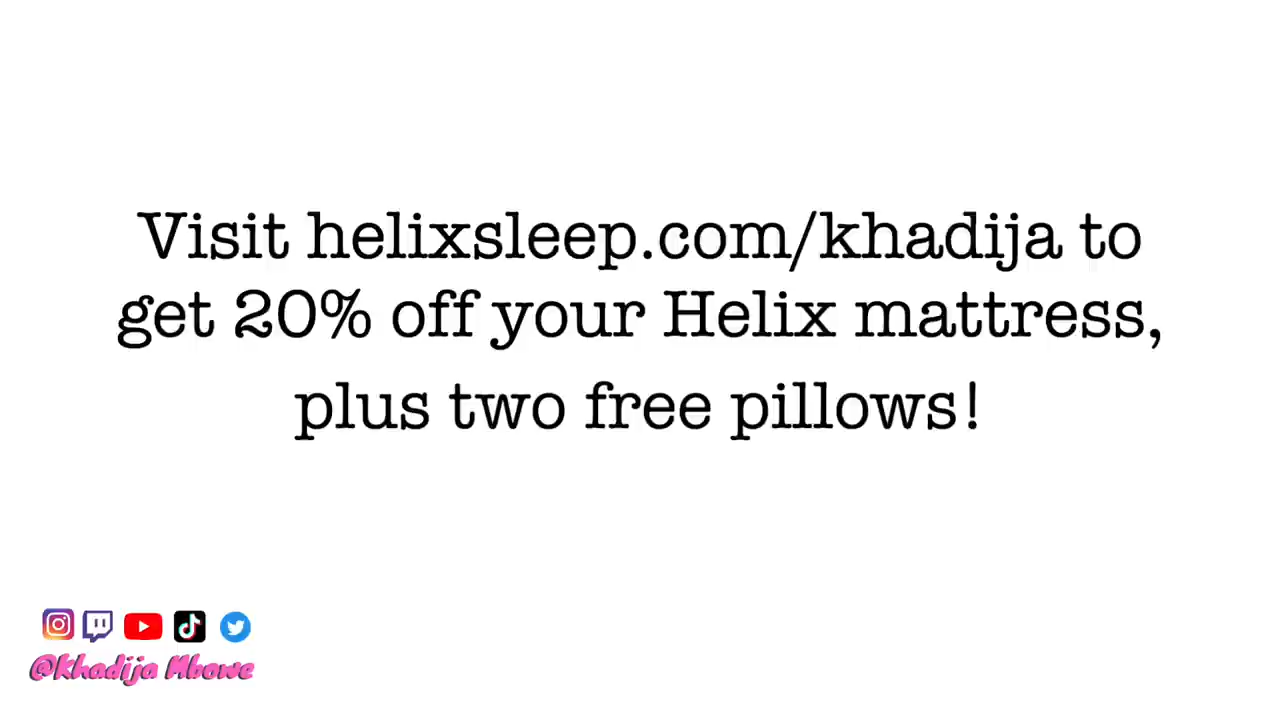 Visit helixsleep.com/khadija to
get 20% off your Helix mattress,
plus two free pillows!
@Khadija Mbowe